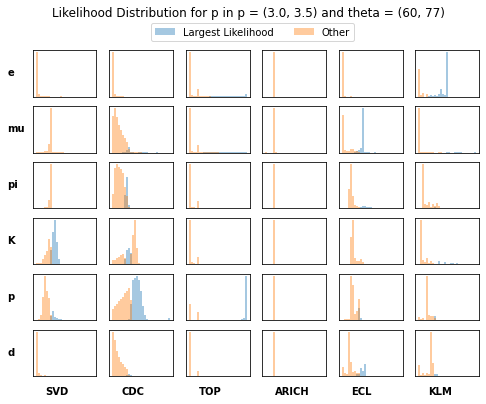 Likelihood Distribution for p in p = (3.0, 3.5) and theta = (60, 77)
Largest Likelihood Other
e
mu
pi
K
p
d
SVD CDC TOP ARICH ECL KLM